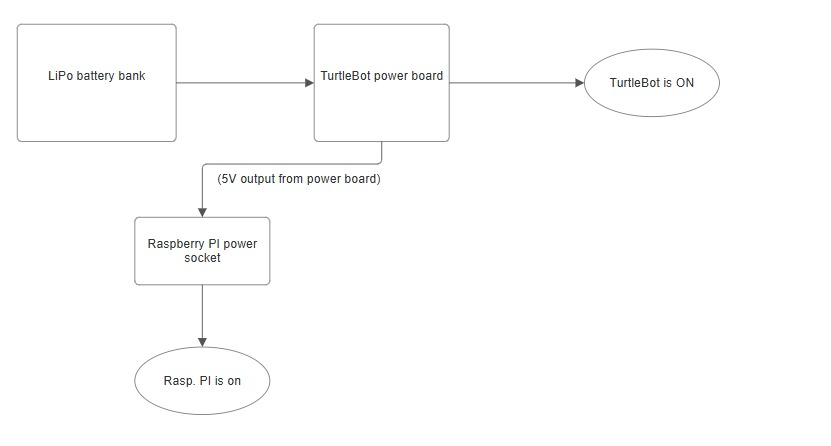 LiPo battery bank
TurtleBot power board
TurtleBot is ON
(5V output from power board)
Raspberry PI power
socket
Rasp. PI is on